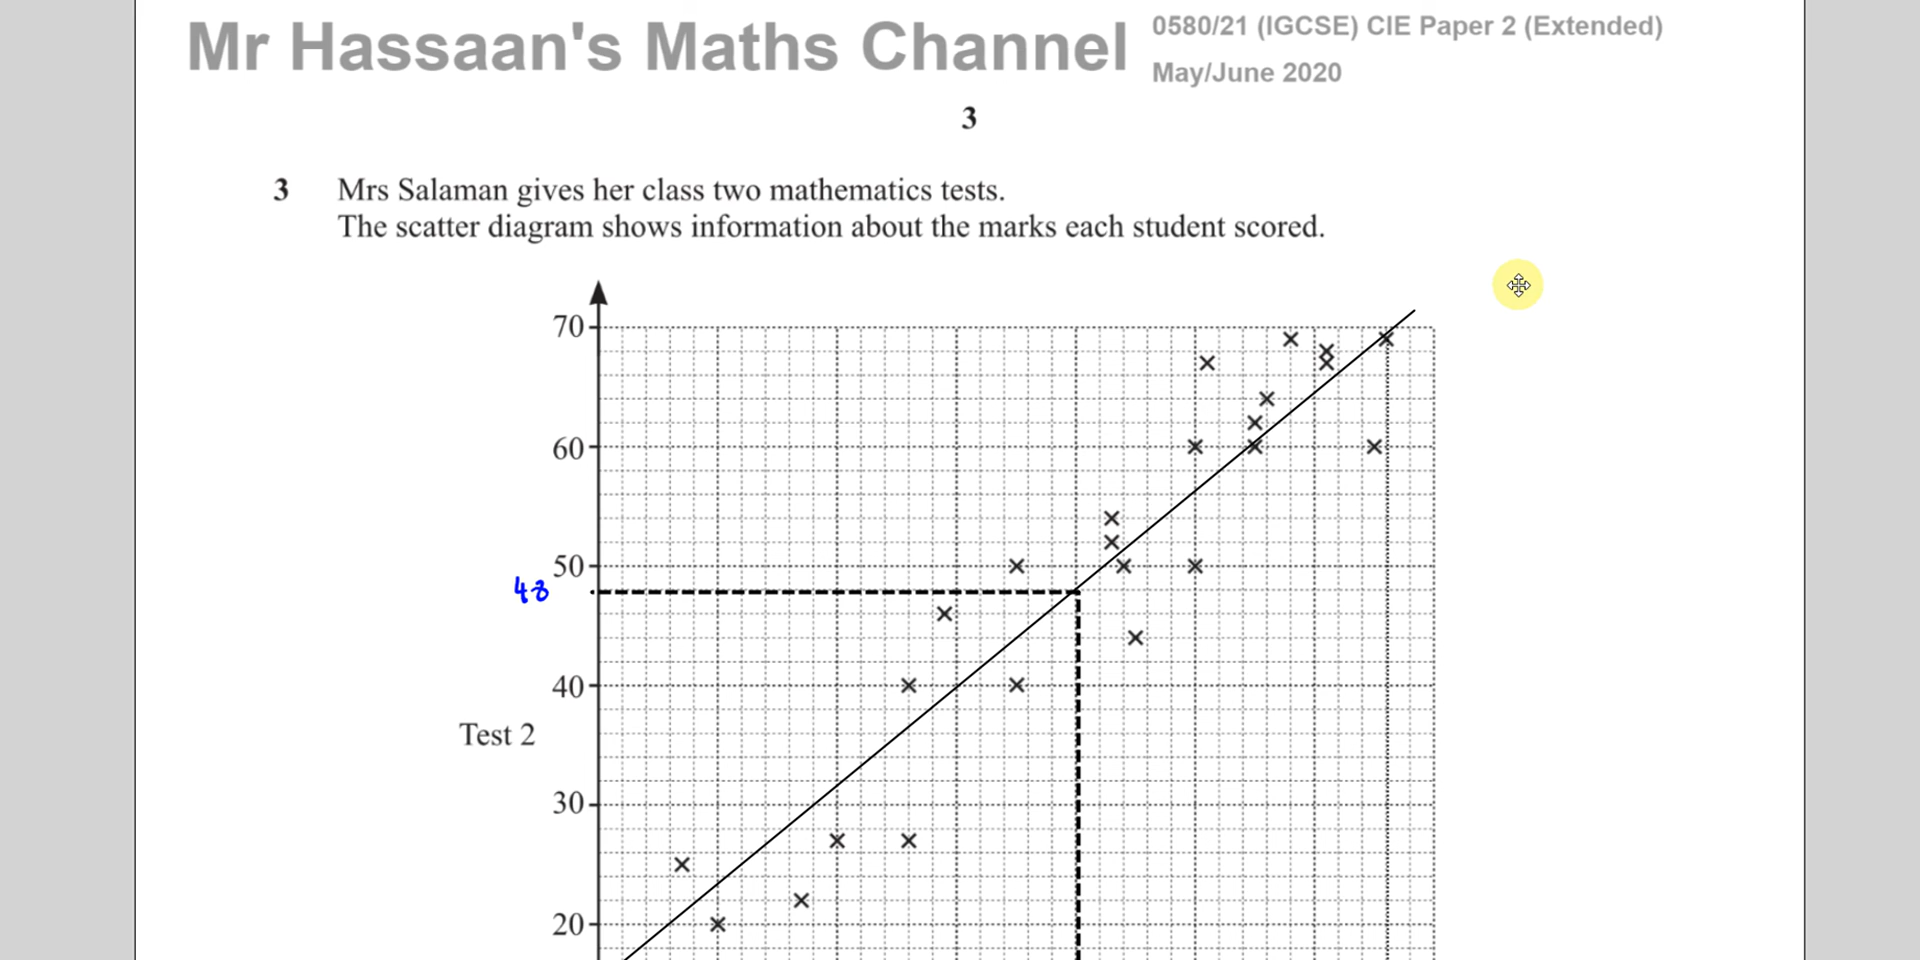 Mr Hassaan's Maths Channel
0580/21 (IGCSE) CIE Paper 2 (Extended)
May/June 2020
3
3 Mrs Salaman gives her class two mathematics tests.
The scatter diagram shows information about the marks each student scored.
70
60
50
48
40
Test 2
30
20